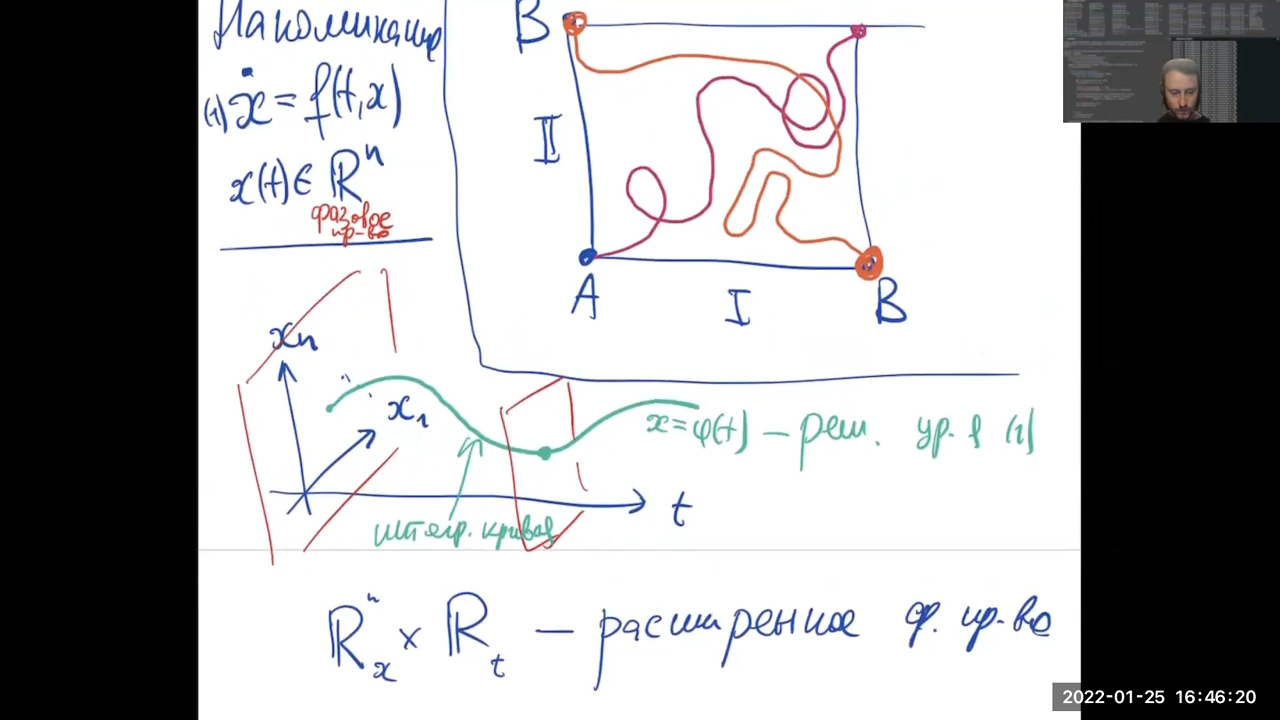 Напоминание
(1) ẋ = f(t,x)
x(t) ∈ ℝⁿ
фазовое
пр-во
B
II
A
I
B
xₙ
x₁
x = φ(t) — реш. ур. я (1)
t
интегр. кривая
ℝⁿₓ × ℝₜ — расширенное ф. пр-во
2022-01-25 16:46:20